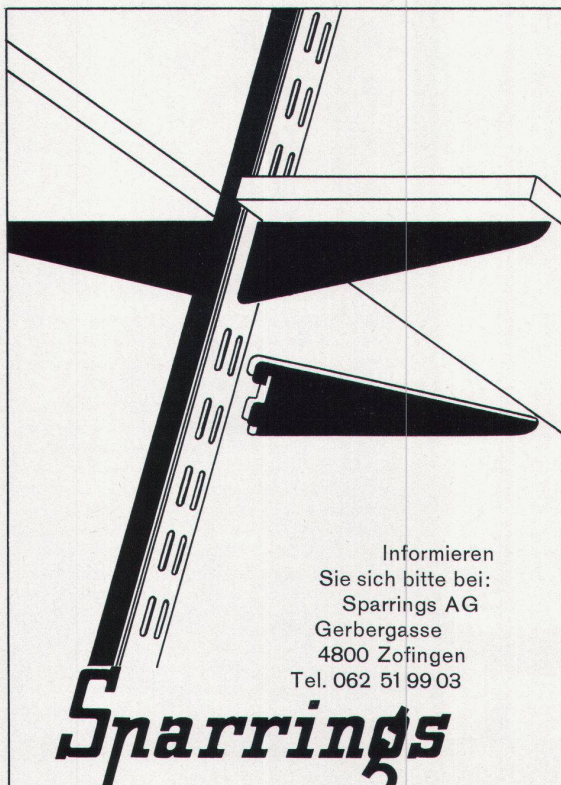 Informieren
Sie sich bitte bei:
Sparrings AG
Gerbergasse
4800 Zofingen
Tel. 062 51 99 03
Sparrings